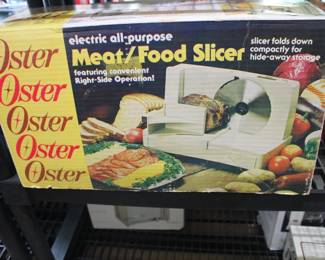 Oster
Oster
Oster
Oster
Oster
electric all-purpose
Meat/Food Slicer
featuring convenient
Right-Side Operation!
slicer folds down
compactly for
hide-away storage